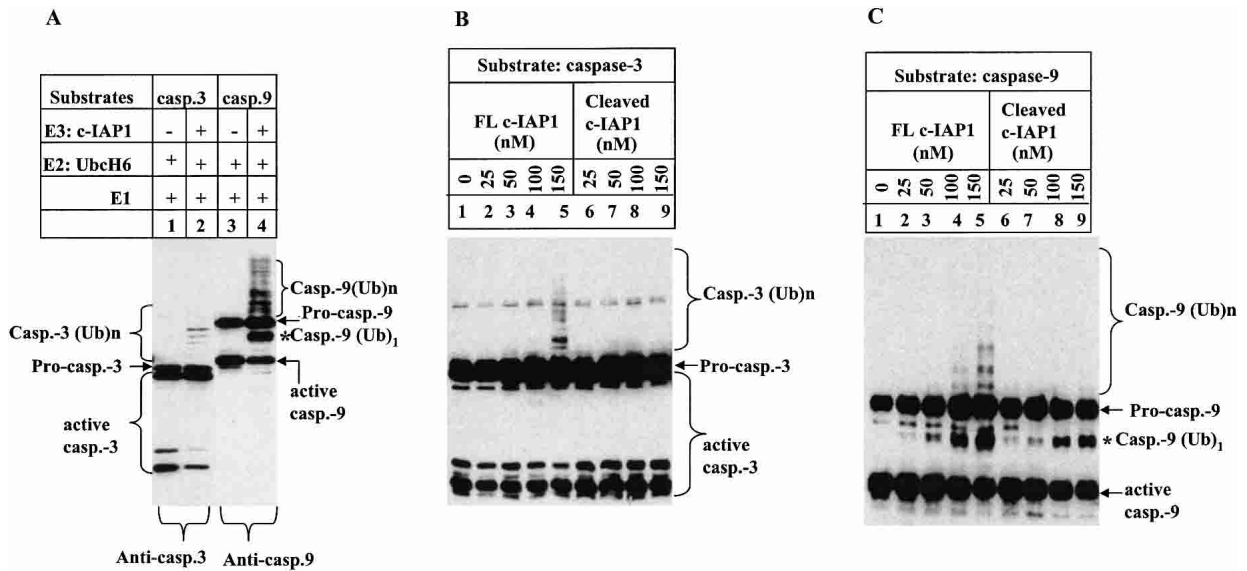 A
Substrates casp.3 casp.9
E3: c-IAP1 - + - +
E2: UbcH6 + + + +
E1 + + + +
1 2 3 4
Casp.-9(Ub)n
Pro-casp.-9
*Casp.-9 (Ub)1
Casp.-3 (Ub)n
Pro-casp.-3
active
casp.-9
active
casp.-3
Anti-casp.3 Anti-casp.9
B
Substrate: caspase-3
FL c-IAP1
(nM)
Cleaved
c-IAP1
(nM)
0 25 50 100 150 25 50 100 150
1 2 3 4 5 6 7 8 9
Casp.-3 (Ub)n
Pro-casp.-3
active
casp.-3
C
Substrate: caspase-9
FL c-IAP1
(nM)
Cleaved
c-IAP1
(nM)
0 25 50 100 150 25 50 100 150
1 2 3 4 5 6 7 8 9
Casp.-9 (Ub)n
Pro-casp.-9
*Casp.-9 (Ub)1
active
casp.-9